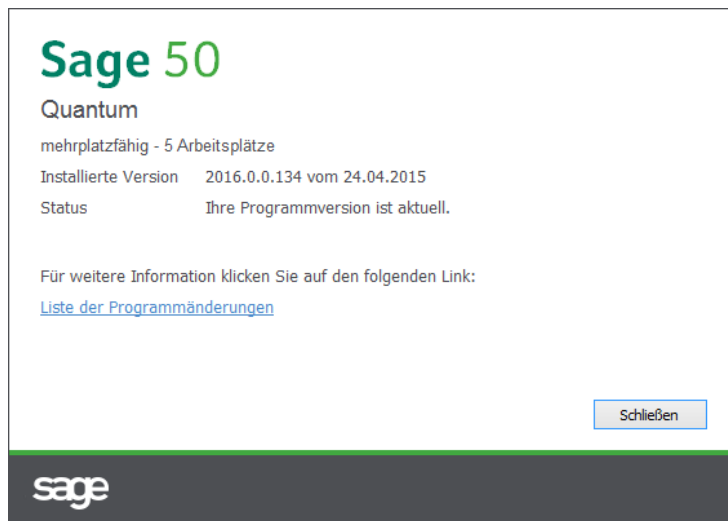 Sage 50
Quantum
mehrplatzfähig - 5 Arbeitsplätze
Installierte Version 2016.0.0.134 vom 24.04.2015
Status Ihre Programmversion ist aktuell.
Für weitere Information klicken Sie auf den folgenden Link:
Liste der Programmänderungen
Schließen
sage